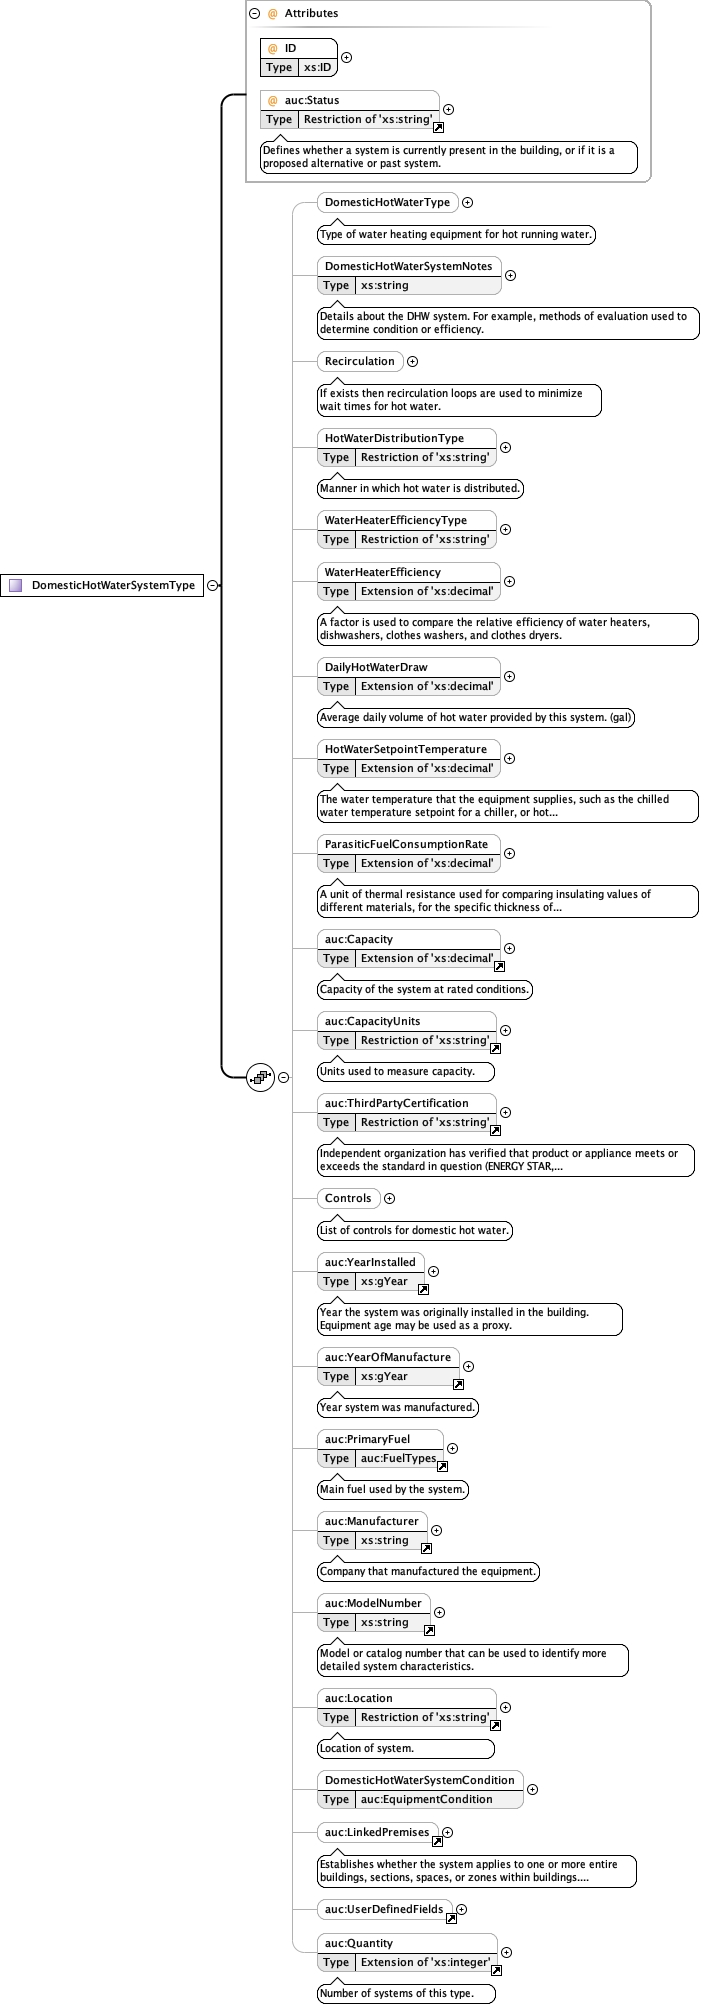 @ Attributes
@ ID
Type xs:ID
@ auc:Status
Type Restriction of 'xs:string'
Defines whether a system is currently present in the building, or if it is a
proposed alternative or past system.
DomesticHotWaterType
Type of water heating equipment for hot running water.
DomesticHotWaterSystemNotes
Type xs:string
Details about the DHW system. For example, methods of evaluation used to
determine condition or efficiency.
Recirculation
If exists then recirculation loops are used to minimize
wait times for hot water.
HotWaterDistributionType
Type Restriction of 'xs:string'
Manner in which hot water is distributed.
WaterHeaterEfficiencyType
Type Restriction of 'xs:string'
DomesticHotWaterSystemType
WaterHeaterEfficiency
Type Extension of 'xs:decimal'
A factor is used to compare the relative efficiency of water heaters,
dishwashers, clothes washers, and clothes dryers.
DailyHotWaterDraw
Type Extension of 'xs:decimal'
Average daily volume of hot water provided by this system. (gal)
HotWaterSetpointTemperature
Type Extension of 'xs:decimal'
The water temperature that the equipment supplies, such as the chilled
water temperature setpoint for a chiller, or hot...
ParasiticFuelConsumptionRate
Type Extension of 'xs:decimal'
A unit of thermal resistance used for comparing insulating values of
different materials, for the specific thickness of...
auc:Capacity
Type Extension of 'xs:decimal'
Capacity of the system at rated conditions.
auc:CapacityUnits
Type Restriction of 'xs:string'
Units used to measure capacity.
auc:ThirdPartyCertification
Type Restriction of 'xs:string'
Independent organization has verified that product or appliance meets or
exceeds the standard in question (ENERGY STAR,...
Controls
List of controls for domestic hot water.
auc:YearInstalled
Type xs:gYear
Year the system was originally installed in the building.
Equipment age may be used as a proxy.
auc:YearOfManufacture
Type xs:gYear
Year system was manufactured.
auc:PrimaryFuel
Type auc:FuelTypes
Main fuel used by the system.
auc:Manufacturer
Type xs:string
Company that manufactured the equipment.
auc:ModelNumber
Type xs:string
Model or catalog number that can be used to identify more
detailed system characteristics.
auc:Location
Type Restriction of 'xs:string'
Location of system.
DomesticHotWaterSystemCondition
Type auc:EquipmentCondition
auc:LinkedPremises
Establishes whether the system applies to one or more entire
buildings, sections, spaces, or zones within buildings....
auc:UserDefinedFields
auc:Quantity
Type Extension of 'xs:integer'
Number of systems of this type.